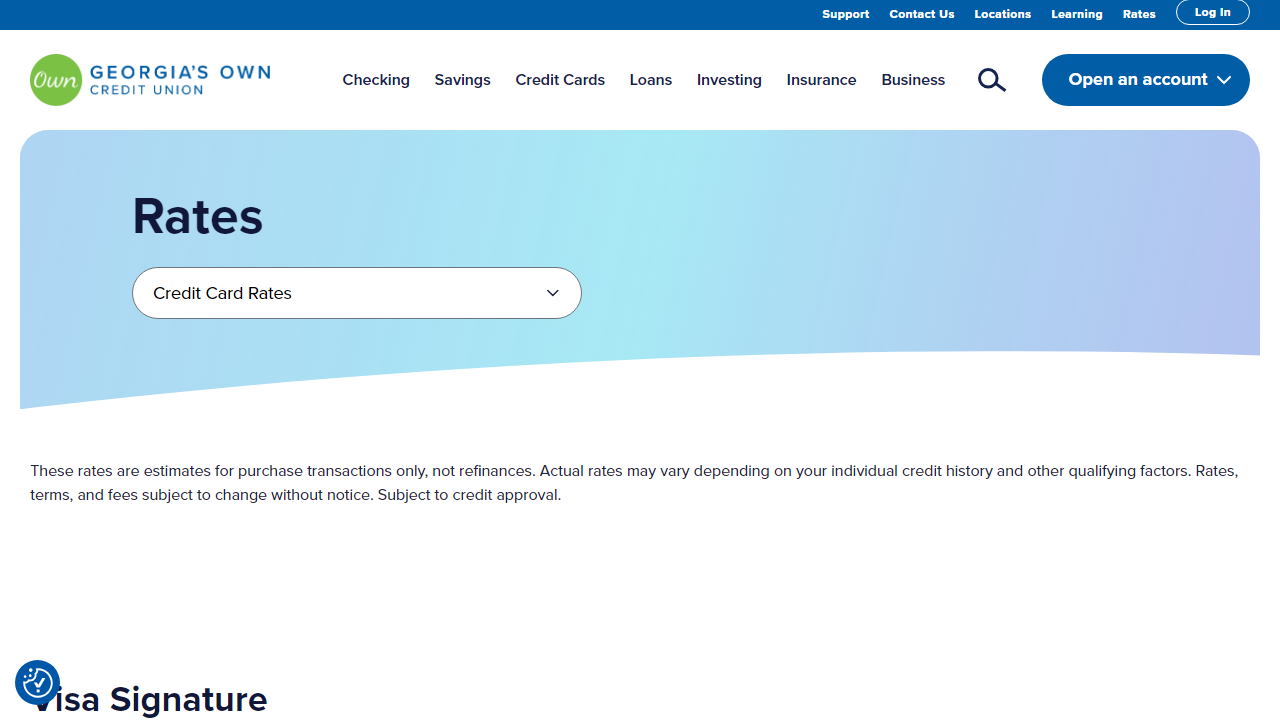 Support Contact Us Locations Learning Rates Log In
Own GEORGIA'S OWN
CREDIT UNION
Checking Savings Credit Cards Loans Investing Insurance Business Open an account
Rates
Credit Card Rates
These rates are estimates for purchase transactions only, not refinances. Actual rates may vary depending on your individual credit history and other qualifying factors. Rates,
terms, and fees subject to change without notice. Subject to credit approval.
Visa Signature